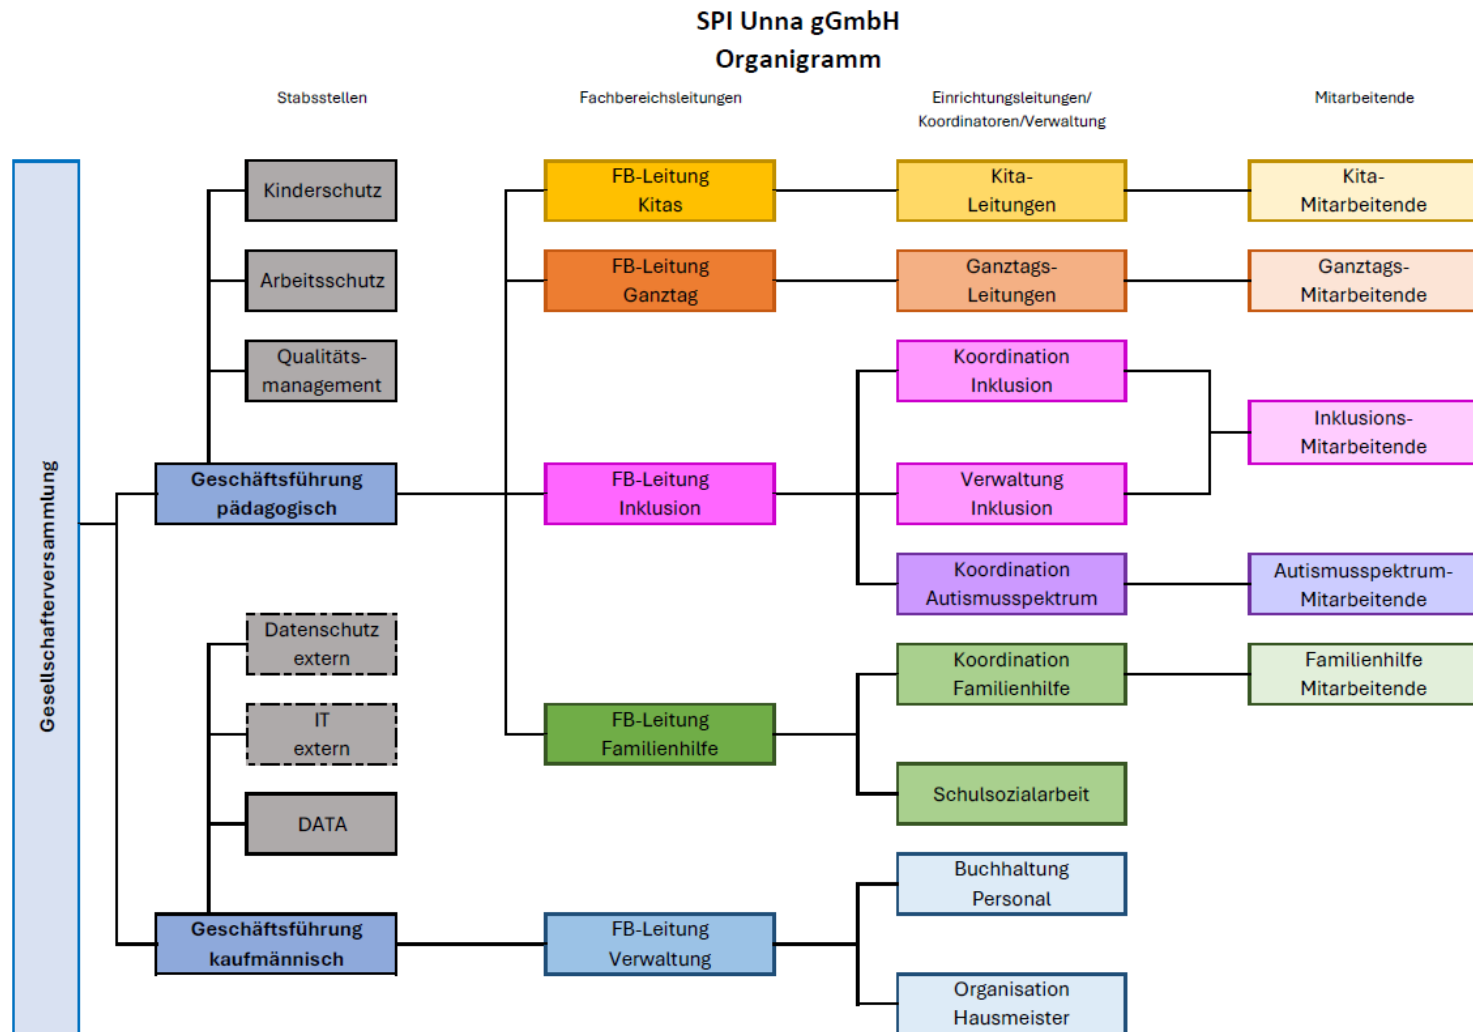 SPI Unna gGmbH
Organigramm
Stabsstellen
Fachbereichsleitungen
Einrichtungsleitungen/
Koordinatoren/Verwaltung
Mitarbeitende
Gesellschafterversammlung
Kinderschutz
Arbeitsschutz
Qualitäts-
management
Geschäftsführung
pädagogisch
Datenschutz
extern
IT
extern
DATA
Geschäftsführung
kaufmännisch
FB-Leitung
Kitas
FB-Leitung
Ganztag
FB-Leitung
Inklusion
FB-Leitung
Familienhilfe
FB-Leitung
Verwaltung
Kita-
Leitungen
Ganztags-
Leitungen
Koordination
Inklusion
Verwaltung
Inklusion
Koordination
Autismusspektrum
Koordination
Familienhilfe
Schulsozialarbeit
Buchhaltung
Personal
Organisation
Hausmeister
Kita-
Mitarbeitende
Ganztags-
Mitarbeitende
Inklusions-
Mitarbeitende
Autismusspektrum-
Mitarbeitende
Familienhilfe
Mitarbeitende